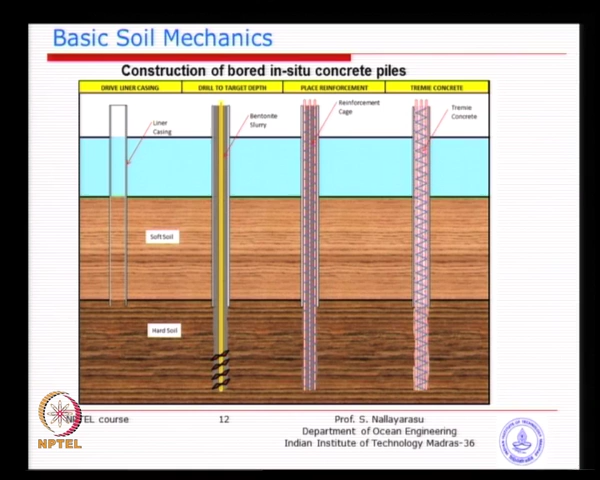 Basic Soil Mechanics
Construction of bored in-situ concrete piles
DRIVE LINER CASING
DRILL TO TARGET DEPTH
PLACE REINFORCEMENT
TREMIE CONCRETE
Liner
Casing
Bentonite
Slurry
Reinforcement
Cage
Tremie
Concrete
Soft Soil
Hard Soil
NPTEL course
12
Prof. S. Nallayarasu
Department of Ocean Engineering
Indian Institute of Technology Madras-36
NPTEL